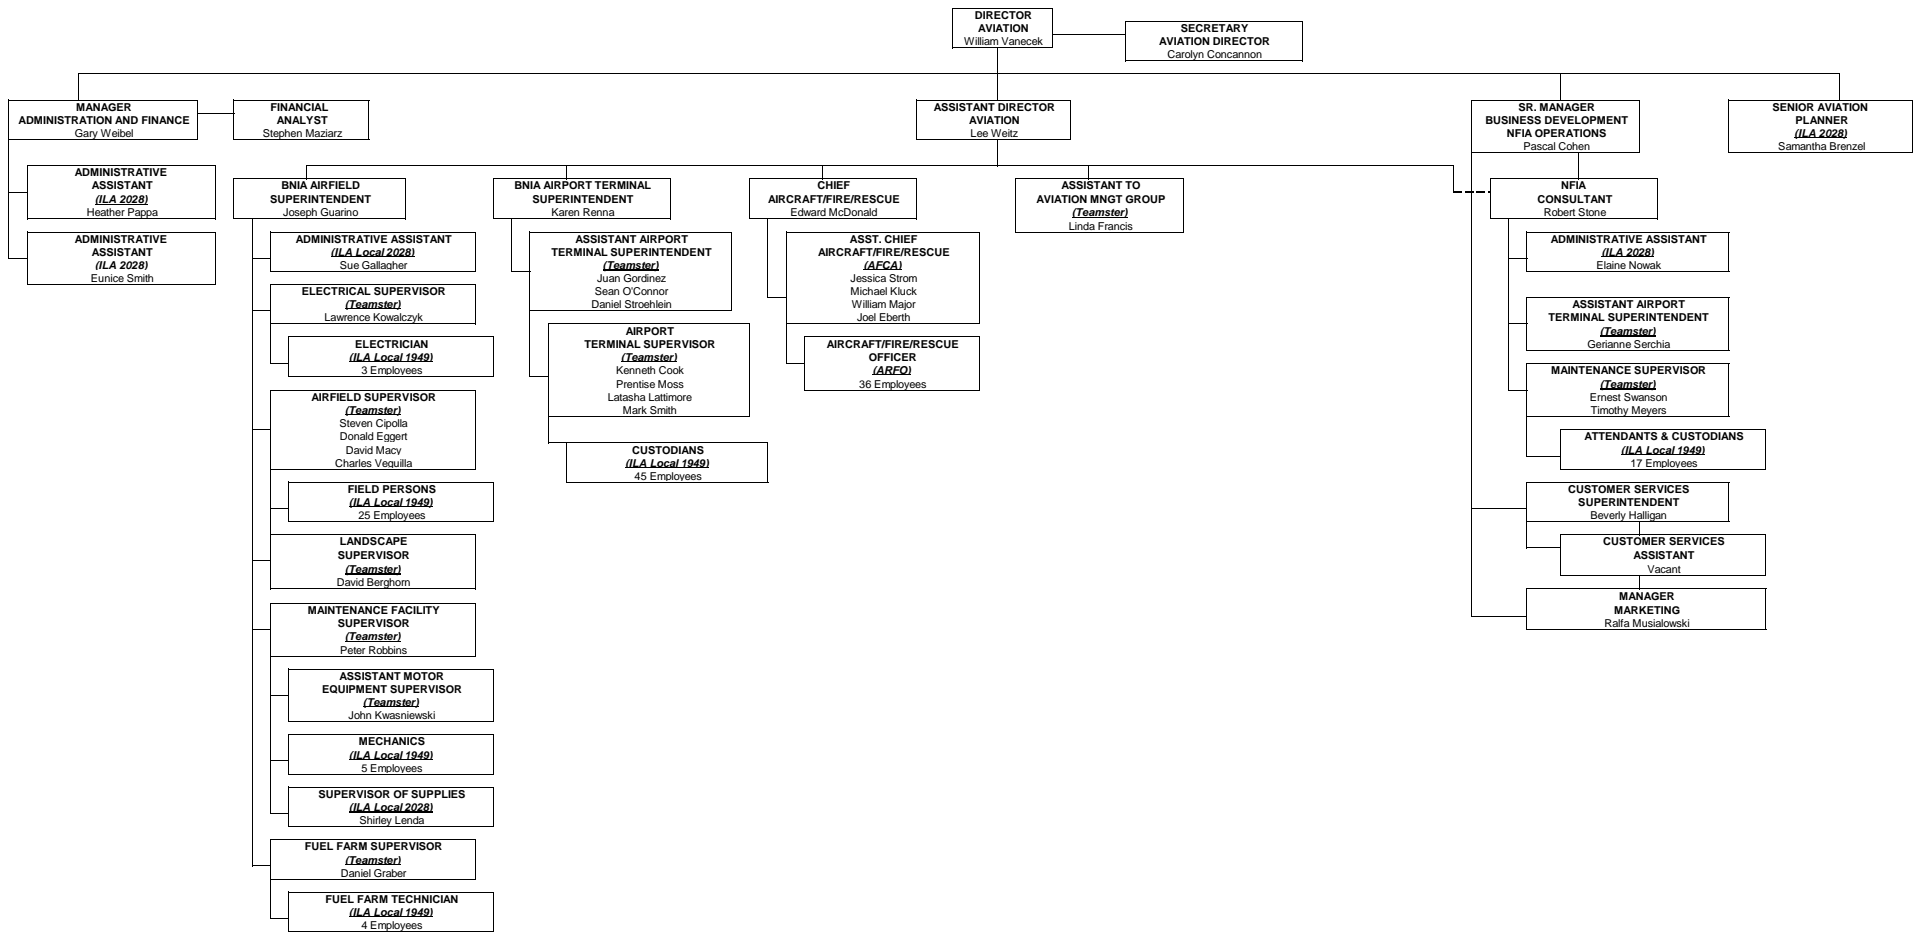 DIRECTOR
AVIATION
William Vanecek
SECRETARY
AVIATION DIRECTOR
Carolyn Concannon
MANAGER
ADMINISTRATION AND FINANCE
Gary Weibel
FINANCIAL
ANALYST
Stephen Maziarz
ASSISTANT DIRECTOR
AVIATION
Lee Weitz
SR. MANAGER
BUSINESS DEVELOPMENT
NFIA OPERATIONS
Pascal Cohen
SENIOR AVIATION
PLANNER
(ILA 2028)
Samantha Brenzel
ADMINISTRATIVE
ASSISTANT
(ILA 2028)
Heather Pappa
ADMINISTRATIVE
ASSISTANT
(ILA 2028)
Eunice Smith
BNIA AIRFIELD
SUPERINTENDENT
Joseph Guarino
ADMINISTRATIVE ASSISTANT
(ILA Local 2028)
Sue Gallagher
ELECTRICAL SUPERVISOR
(Teamster)
Lawrence Kowalczyk
ELECTRICIAN
(ILA Local 1949)
3 Employees
AIRFIELD SUPERVISOR
(Teamster)
Steven Cipolla
Donald Eggert
David Macy
Charles Veguilla
FIELD PERSONS
(ILA Local 1949)
25 Employees
LANDSCAPE
SUPERVISOR
(Teamster)
David Berghorn
MAINTENANCE FACILITY
SUPERVISOR
(Teamster)
Peter Robbins
ASSISTANT MOTOR
EQUIPMENT SUPERVISOR
(Teamster)
John Kwasniewski
MECHANICS
(ILA Local 1949)
5 Employees
SUPERVISOR OF SUPPLIES
(ILA Local 2028)
Shirley Lenda
FUEL FARM SUPERVISOR
(Teamster)
Daniel Graber
FUEL FARM TECHNICIAN
(ILA Local 1949)
4 Employees
BNIA AIRPORT TERMINAL
SUPERINTENDENT
Karen Renna
ASSISTANT AIRPORT
TERMINAL SUPERINTENDENT
(Teamster)
Juan Gordinez
Sean O'Connor
Daniel Stroehlein
AIRPORT
TERMINAL SUPERVISOR
(Teamster)
Kenneth Cook
Prentise Moss
Latasha Lattimore
Mark Smith
CUSTODIANS
(ILA Local 1949)
45 Employees
CHIEF
AIRCRAFT/FIRE/RESCUE
Edward McDonald
ASST. CHIEF
AIRCRAFT/FIRE/RESCUE
(AFCA)
Jessica Strom
Michael Kluck
William Major
Joel Eberth
AIRCRAFT/FIRE/RESCUE
OFFICER
(ARFO)
36 Employees
ASSISTANT TO
AVIATION MNGT GROUP
(Teamster)
Linda Francis
NFIA
CONSULTANT
Robert Stone
ADMINISTRATIVE ASSISTANT
(ILA 2028)
Elaine Nowak
ASSISTANT AIRPORT
TERMINAL SUPERINTENDENT
(Teamster)
Gerianne Serchia
MAINTENANCE SUPERVISOR
(Teamster)
Ernest Swanson
Timothy Meyers
ATTENDANTS & CUSTODIANS
(ILA Local 1949)
17 Employees
CUSTOMER SERVICES
SUPERINTENDENT
Beverly Halligan
CUSTOMER SERVICES
ASSISTANT
Vacant
MANAGER
MARKETING
Ralfa Musialowski